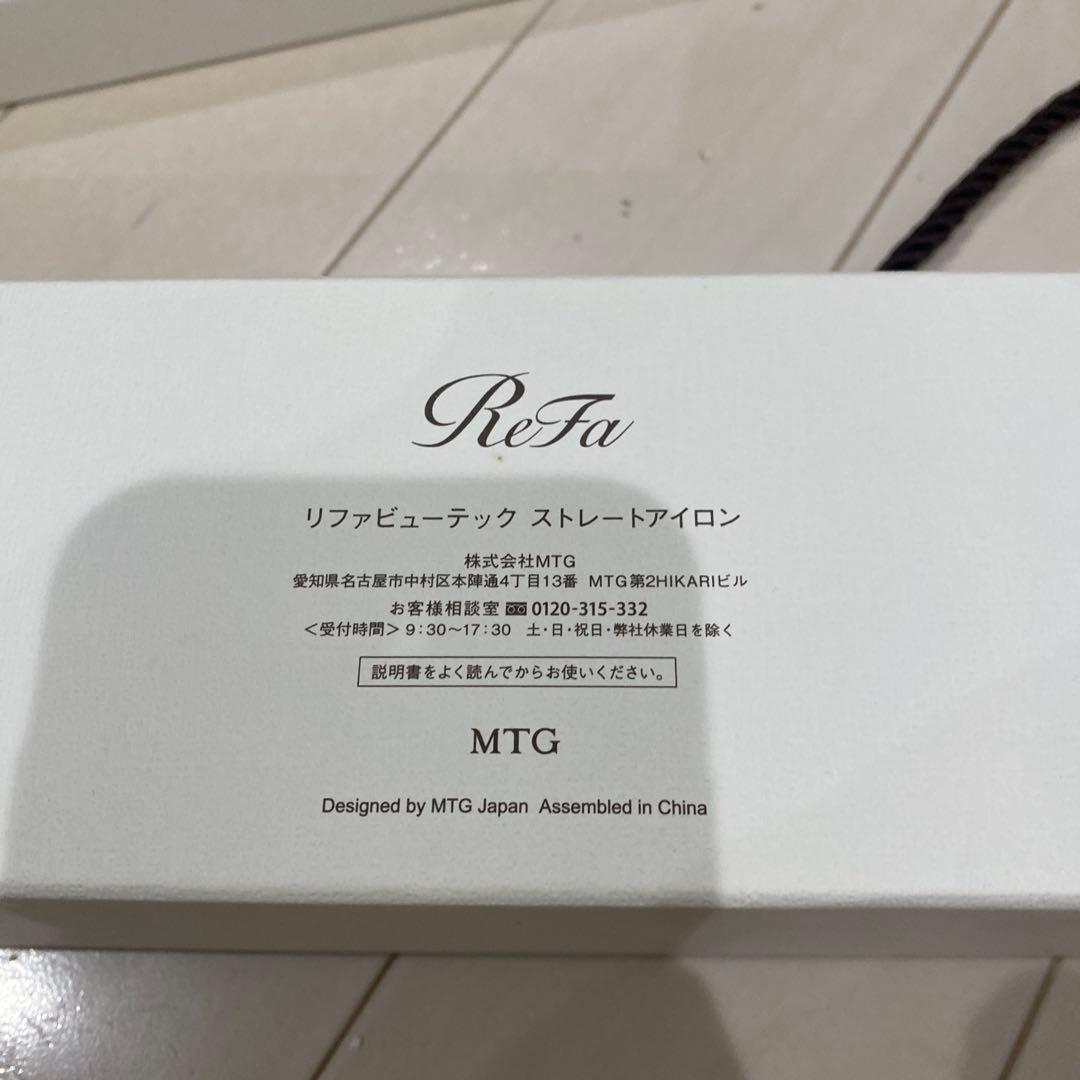 ReFa
リファビューテック ストレートアイロン
株式会社MTG
愛知県名古屋市中村区本陣通4丁目13番 MTG第2HIKARIビル
お客様相談室 0120-315-332
＜受付時間＞9:30〜17:30 土・日・祝日・弊社休業日を除く
説明書をよく読んでからお使いください。
MTG
Designed by MTG Japan Assembled in China